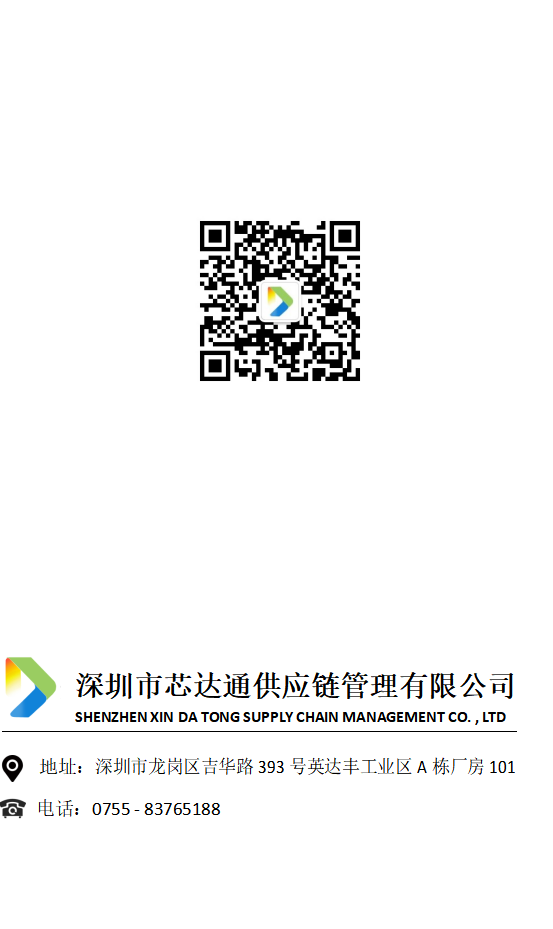 深圳市芯达通供应链管理有限公司
SHENZHEN XIN DA TONG SUPPLY CHAIN MANAGEMENT CO. , LTD
地址：深圳市龙岗区吉华路 393 号英达丰工业区 A 栋厂房 101
电话：0755 - 83765188